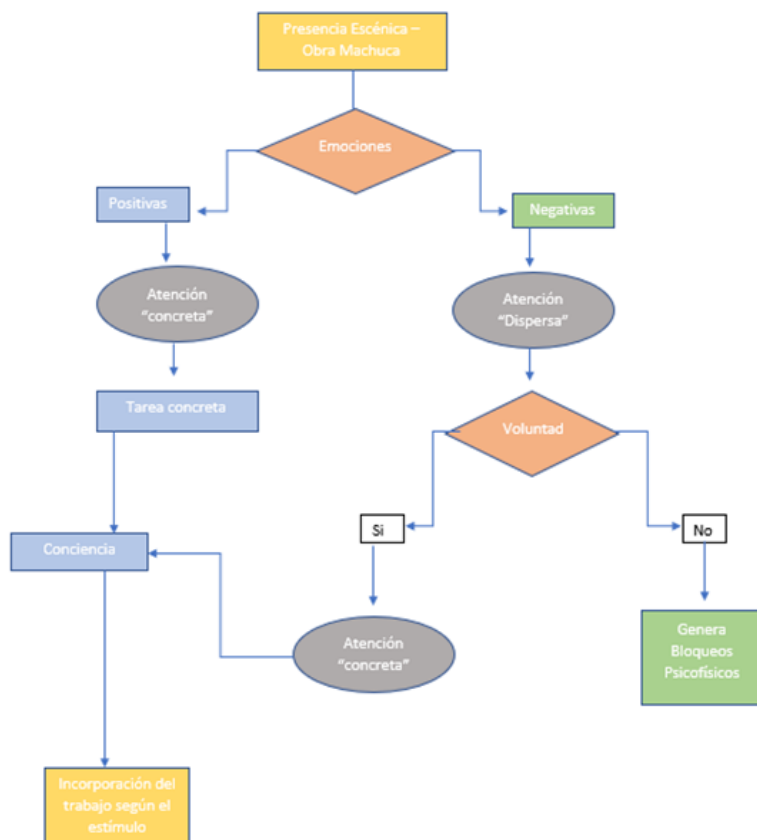 Presencia Escénica –
Obra Machuca
Emociones
Positivas
Negativas
Atención
“concreta”
Atención
“Dispersa”
Tarea concreta
Voluntad
Si
No
Conciencia
Atención
“concreta”
Genera
Bloqueos
Psicofísicos
Incorporación del
trabajo según el
estímulo